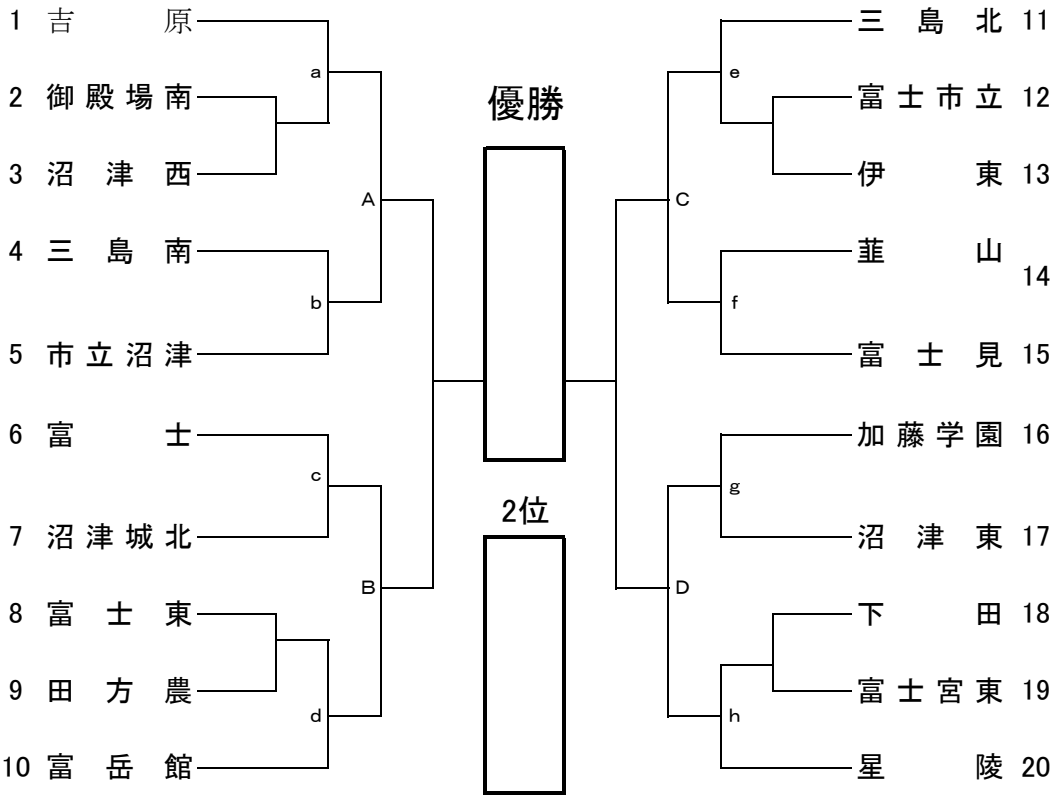 1 吉原
a
2 御殿場南
3 沼津西
A
4 三島南
b
5 市立沼津
6 富士
c
7 沼津城北
B
8 富士東
9 田方農
d
10 富岳館
優勝
2位
三島北 11
e
富士市立 12
伊東 13
C
韮山 14
f
富士見 15
加藤学園 16
g
沼津東 17
D
下田 18
富士宮東 19
h
星陵 20